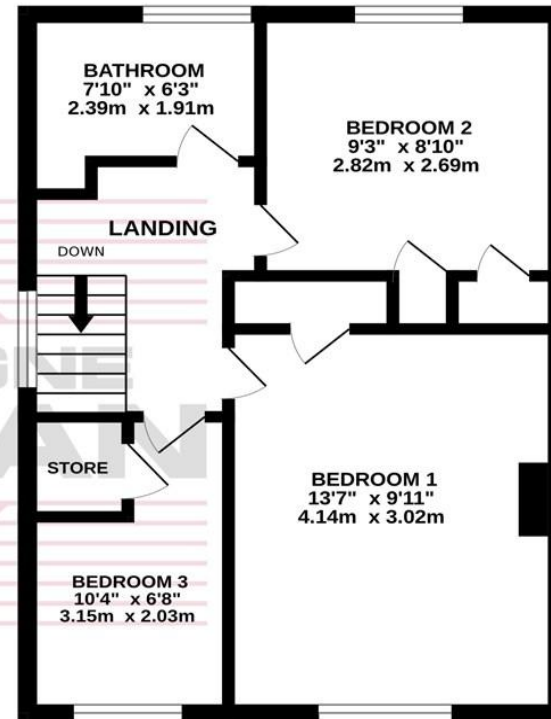 BATHROOM
7'10" x 6'3"
2.39m x 1.91m
BEDROOM 2
9'3" x 8'10"
2.82m x 2.69m
LANDING
DOWN
STORE
BEDROOM 1
13'7" x 9'11"
4.14m x 3.02m
BEDROOM 3
10'4" x 6'8"
3.15m x 2.03m